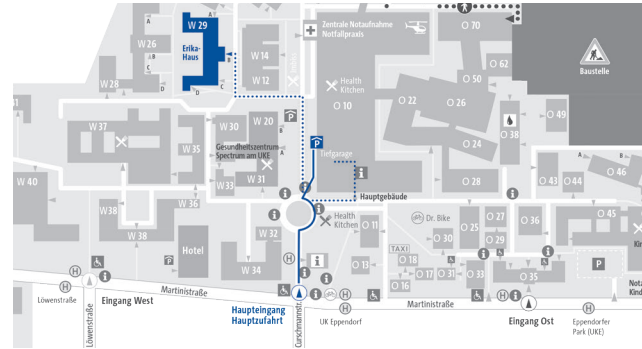 W 29
Erika-
Haus
W 26
W 28
W 14
W 12
Zentrale Notaufnahme
Notfallpraxis
O 70
O 62
O 50
Baustelle
Health
Kitchen
O 10
O 22
O 26
O 24
O 38
O 49
W 37
W 30
W 20
Gesundheitszentrum
Spectrum am UKE
W 35
W 33
W 31
Tiefgarage
O 28
O 43
O 44
O 46
W 40
W 36
W 38
W 38
Hauptgebäude
Health
Kitchen
O 11
Dr. Bike
O 25
O 27
O 36
O 45
O 30
O 29
Hotel
W 32
W 34
O 13
TAXI
O 18
O 17
O 31
O 33
O 16
O 35
P
Löwenstraße
Löwenstraße
Eingang West
Martinistraße
Haupteingang
Hauptzufahrt
Curschmannstr.
UK Eppendorf
Martinistraße
Eingang Ost
Eppendorfer
Park (UKE)